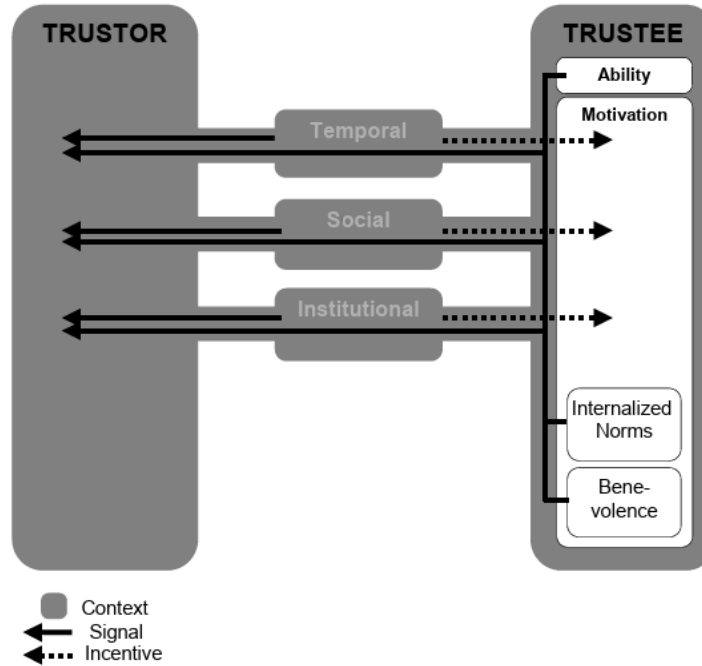 TRUSTOR
TRUSTEE
Ability
Motivation
Temporal
Social
Institutional
Internalized
Norms
Bene-
volence
Context
Signal
Incentive